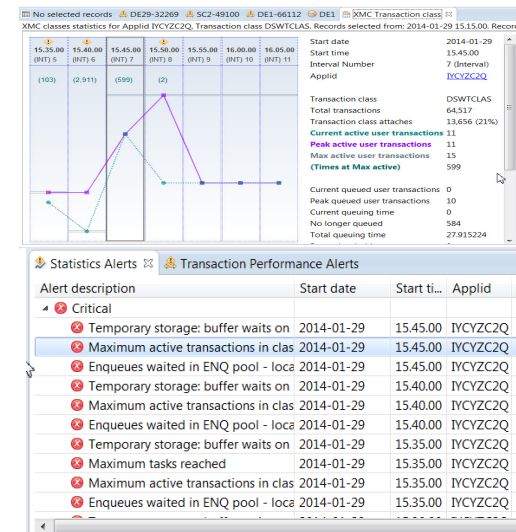 No selected records DE29-32269 SC2-49100 DE1-66112 DE1 XMC Transaction class
XMC classes statistics for Applid IYCYZC2Q, Transaction class DSWTCLAS. Records selected from: 2014-01-29 15.15.00. Recor
15.35.00 15.40.00 15.45.00 15.50.00 15.55.00 16.00.00 16.05.00
(INT) 5 (INT) 6 (INT) 7 (INT) 8 (INT) 9 (INT) 10 (INT) 11
(103) (2,911) (599) (2)
Start date 2014-01-29
Start time 15.45.00
Interval Number 7 (Interval)
Applid IYCYZC2Q
Transaction class DSWTCLAS
Total transactions 64,517
Transaction class attaches 13,656 (21%)
Current active user transactions 11
Peak active user transactions 11
Max active user transactions 15
(Times at Max active) 599
Current queued user transactions 0
Peak queued user transactions 10
Current queuing time 0
No longer queued 584
Total queuing time 27.915224
Statistics Alerts Transaction Performance Alerts
Alert description Start date Start ti... Applid
Critical
Temporary storage: buffer waits on 2014-01-29 15.45.00 IYCYZC2Q
Maximum active transactions in clas 2014-01-29 15.45.00 IYCYZC2Q
Enqueues waited in ENQ pool - loca 2014-01-29 15.45.00 IYCYZC2Q
Temporary storage: buffer waits on 2014-01-29 15.40.00 IYCYZC2Q
Maximum active transactions in clas 2014-01-29 15.40.00 IYCYZC2Q
Enqueues waited in ENQ pool - loca 2014-01-29 15.40.00 IYCYZC2Q
Temporary storage: buffer waits on 2014-01-29 15.35.00 IYCYZC2Q
Maximum tasks reached 2014-01-29 15.35.00 IYCYZC2Q
Maximum active transactions in clas 2014-01-29 15.35.00 IYCYZC2Q
Enqueues waited in ENQ pool - loca 2014-01-29 15.35.00 IYCYZC2Q